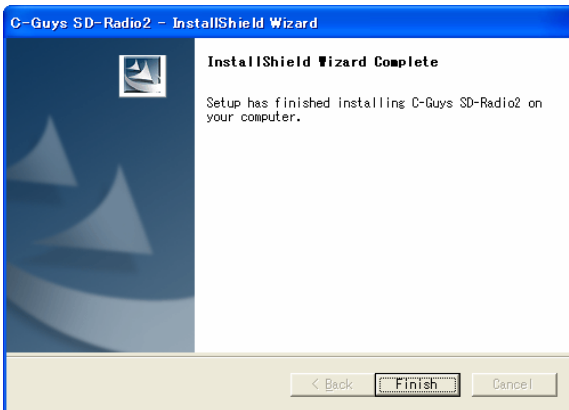 C-Guys SD-Radio2 - InstallShield Wizard
InstallShield Wizard Complete
Setup has finished installing C-Guys SD-Radio2 on
your computer.
< Back
Finish
Cancel